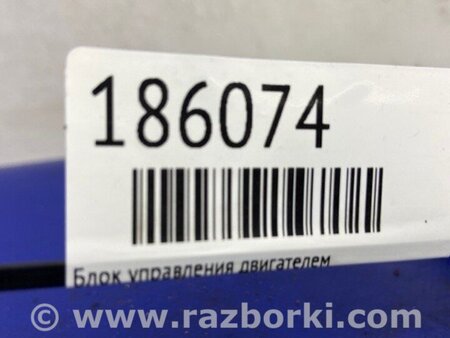 186074
Блок управления двигателем
© www.razborki.com